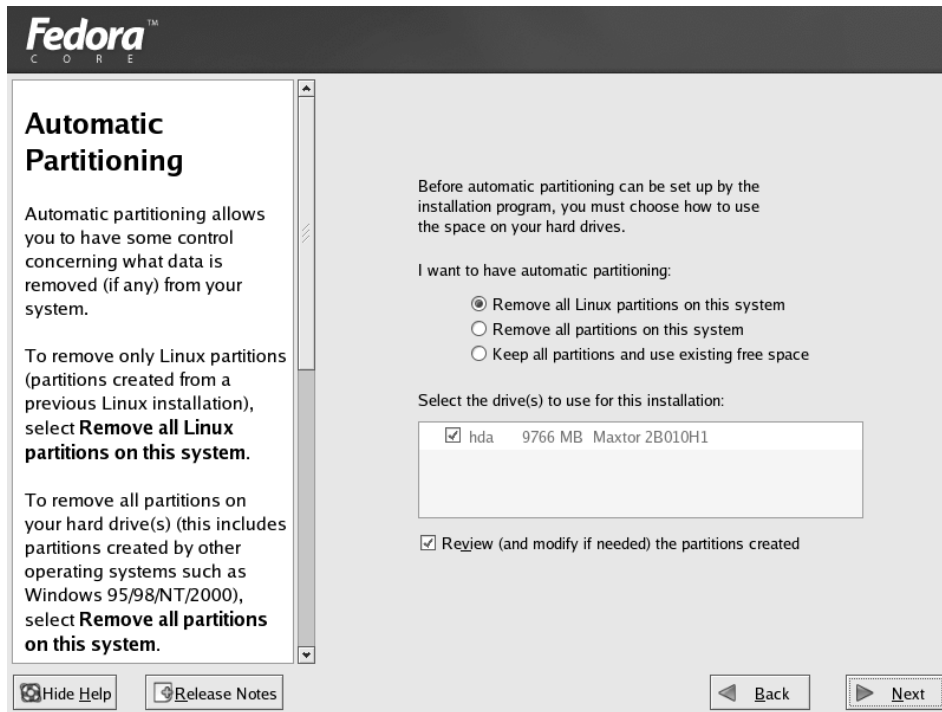 Fedora™
CORE
Automatic
Partitioning
Automatic partitioning allows
you to have some control
concerning what data is
removed (if any) from your
system.
To remove only Linux partitions
(partitions created from a
previous Linux installation),
select Remove all Linux
partitions on this system.
To remove all partitions on
your hard drive(s) (this includes
partitions created by other
operating systems such as
Windows 95/98/NT/2000),
select Remove all partitions
on this system.
Before automatic partitioning can be set up by the
installation program, you must choose how to use
the space on your hard drives.
I want to have automatic partitioning:
Remove all Linux partitions on this system
Remove all partitions on this system
Keep all partitions and use existing free space
Select the drive(s) to use for this installation:
hda 9766 MB Maxtor 2B010H1
Review (and modify if needed) the partitions created
Hide Help
Release Notes
Back
Next